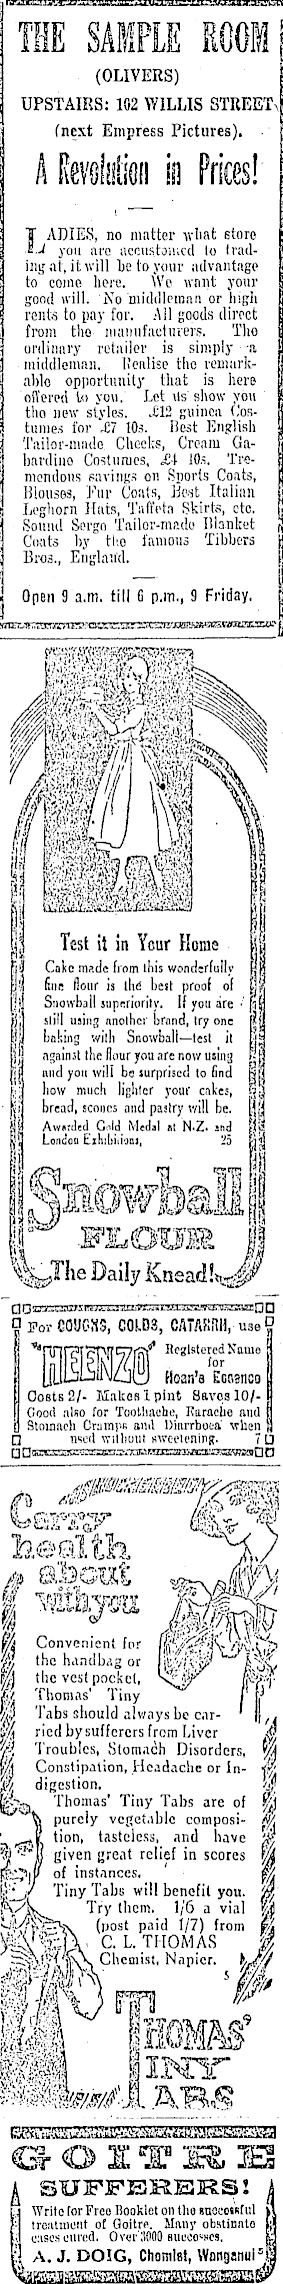 THE SAMPLE ROOM
(OLIVERS)
UPSTAIRS: 102 WILLIS STREET,
(next Empress Pictures).
A Revolution in Prices!
LADIES, no matter what store
you are accustomed to trad-
ing at, it will be to your advantage
to come here. We want your
good will. No middleman or high
rents to pay for. All goods direct
from the manufacturers. The
ordinary retailer is simply a
middleman. Realise the remark-
able opportunity that is here
offered to you. Let us show you
the new styles. £12 guinea Cos-
tumes for £7 10s. Best English
Tailor-made Checks, Cream Ga-
bardine Costumes, £4 10s. Tre-
mendous savings on Sports Coats,
Blouses, Fur Coats, Best Italian
Leghorn Hats, Taffeta Skirts, etc.
Sound Serge Tailor-made Blanket
Coats by the famous Tibbers
Bros., England.
Open 9 a.m. till 6 p.m., 9 Friday.
Test it in Your Home
Cake made from this wonderfully
fine flour is the best proof of
Snowball superiority. If you are
still using another brand, try one
baking with Snowball—test it
against the flour you are now using
and you will be surprised to find
how much lighter your cakes,
bread, scones and pastry will be.
Awarded Gold Medal at N.Z. and
London Exhibitions, 25
Snowball
FLOUR
The Daily Knead!
For COUGHS, COLDS, CATARRH, use
"HEENZO" Registered Name
for
Hean's Essence
Costs 2/- Makes 1 pint Saves 10/-
Good also for Toothache, Earache and
Stomach Cramps and Diarrhoea when
used without sweetening. 7
Carry
health
about
with you
Convenient for
the handbag or
the vest pocket,
Thomas' Tiny
Tabs should always be car-
ried by sufferers from Liver
Troubles, Stomach Disorders,
Constipation, Headache or In-
digestion.
Thomas' Tiny Tabs are of
purely vegetable composi-
tion, tasteless, and have
given great relief in scores
of instances.
Tiny Tabs will benefit you.
Try them. 1/6 a vial
(post paid 1/7) from
C. L. THOMAS
Chemist, Napier.
5
THOMAS'
TINY
TABS
GOITRE
SUFFERERS!
Write for Free Booklet on the successful
treatment of Goitre. Many obstinate
cases cured. Over 3000 successes.
A. J. DOIG, Chemist, Wanganui 5